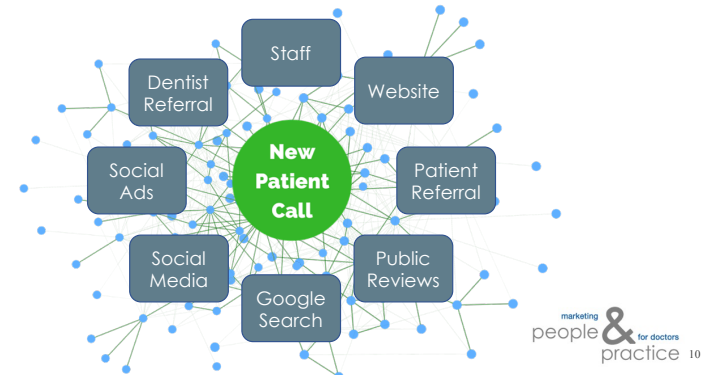 Staff
Website
Patient
Referral
Public
Reviews
Google
Search
Social
Media
Social
Ads
Dentist
Referral
New
Patient
Call
marketing
people & for doctors
practice
10